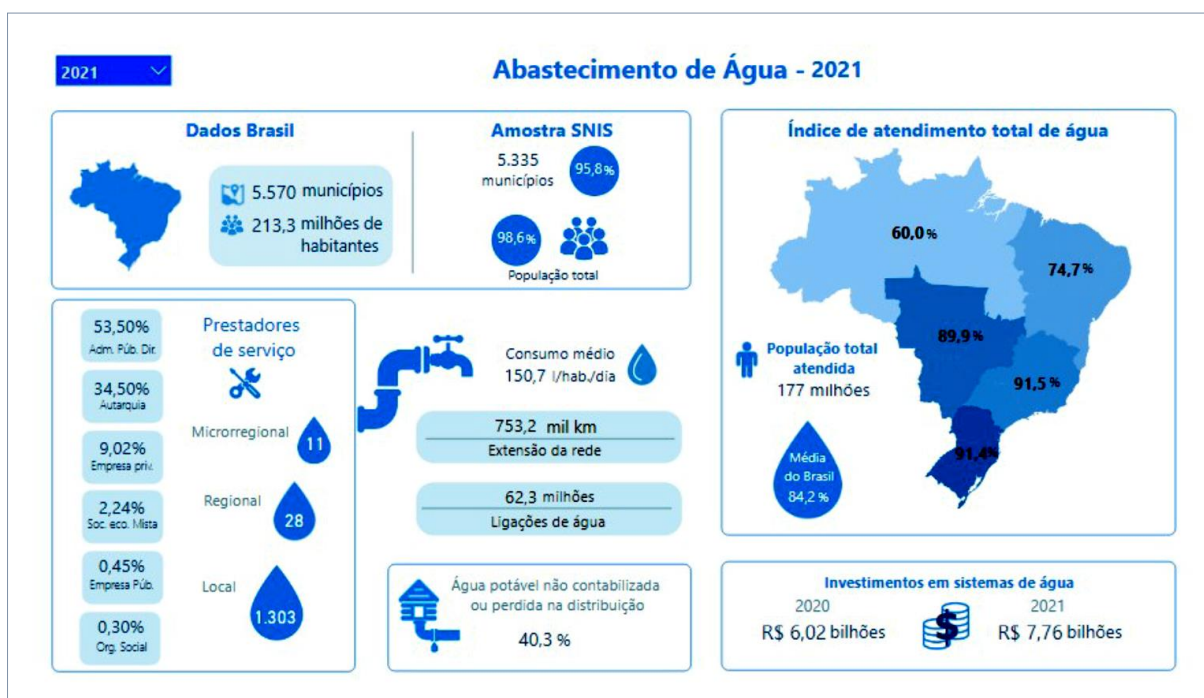 2021
Abastecimento de Água - 2021
Dados Brasil
5.570 municípios
213,3 milhões de
habitantes
Amostra SNIS
5.335
municípios
95,8%
98,6%
População total
Índice de atendimento total de água
60,0%
74,7%
89,9%
91,5%
91,4%
População total
atendida
177 milhões
Média
do Brasil
84,2 %
53,50%
Adm. Púb. Dir.
34,50%
Autarquia
9,02%
Empresa priv.
2,24%
Soc. eco. Mista
0,45%
Empresa Púb.
0,30%
Org. Social
Prestadores
de serviço
Microrregional
11
Regional
28
Local
1.303
Consumo médio
150,7 l/hab./dia
753,2 mil km
Extensão da rede
62,3 milhões
Ligações de água
Água potável não contabilizada
ou perdida na distribuição
40,3 %
Investimentos em sistemas de água
2020
R$ 6,02 bilhões
$
2021
R$ 7,76 bilhões